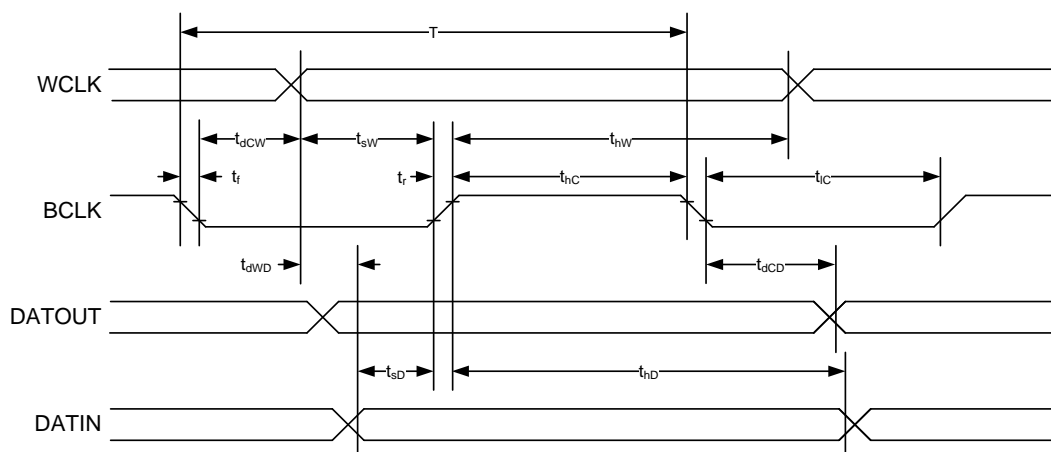 T
WCLK
tdCW
tsW
thW
tf
tr
thC
tlC
BCLK
tdWD
tdCD
DATOUT
tsD
thD
DATIN